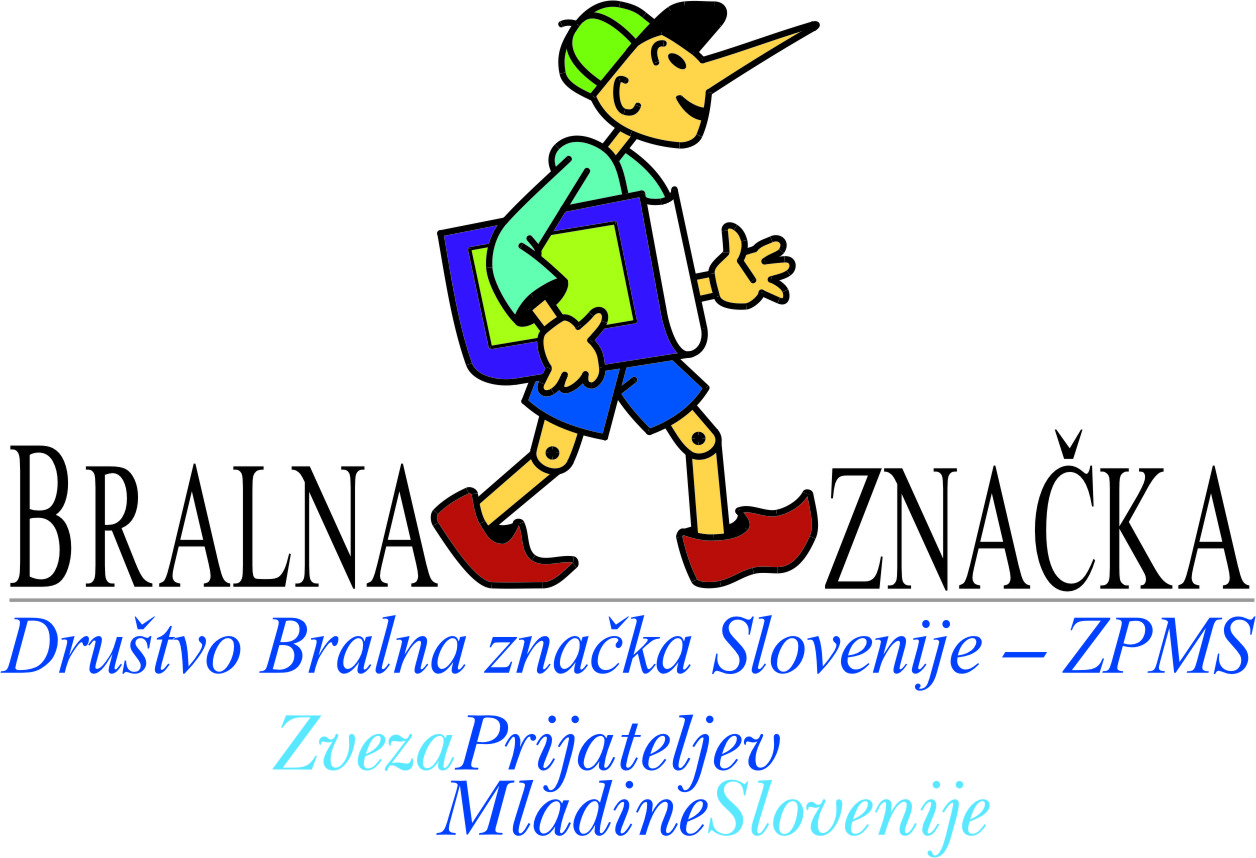 BRALNA ZNAČKA
Društvo Bralna značka Slovenije – ZPMS
ZvezaPrijateljev
MladineSlovenije